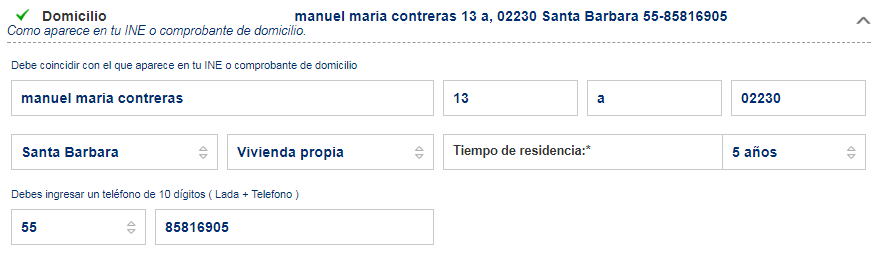 Domicilio manuel maria contreras 13 a, 02230 Santa Barbara 55-85816905
Como aparece en tu INE o comprobante de domicilio.
Debe coincidir con el que aparece en tu INE o comprobante de domicilio
manuel maria contreras 13 a 02230
Santa Barbara Vivienda propia Tiempo de residencia:* 5 años
Debes ingresar un teléfono de 10 dígitos ( Lada + Telefono )
55 85816905